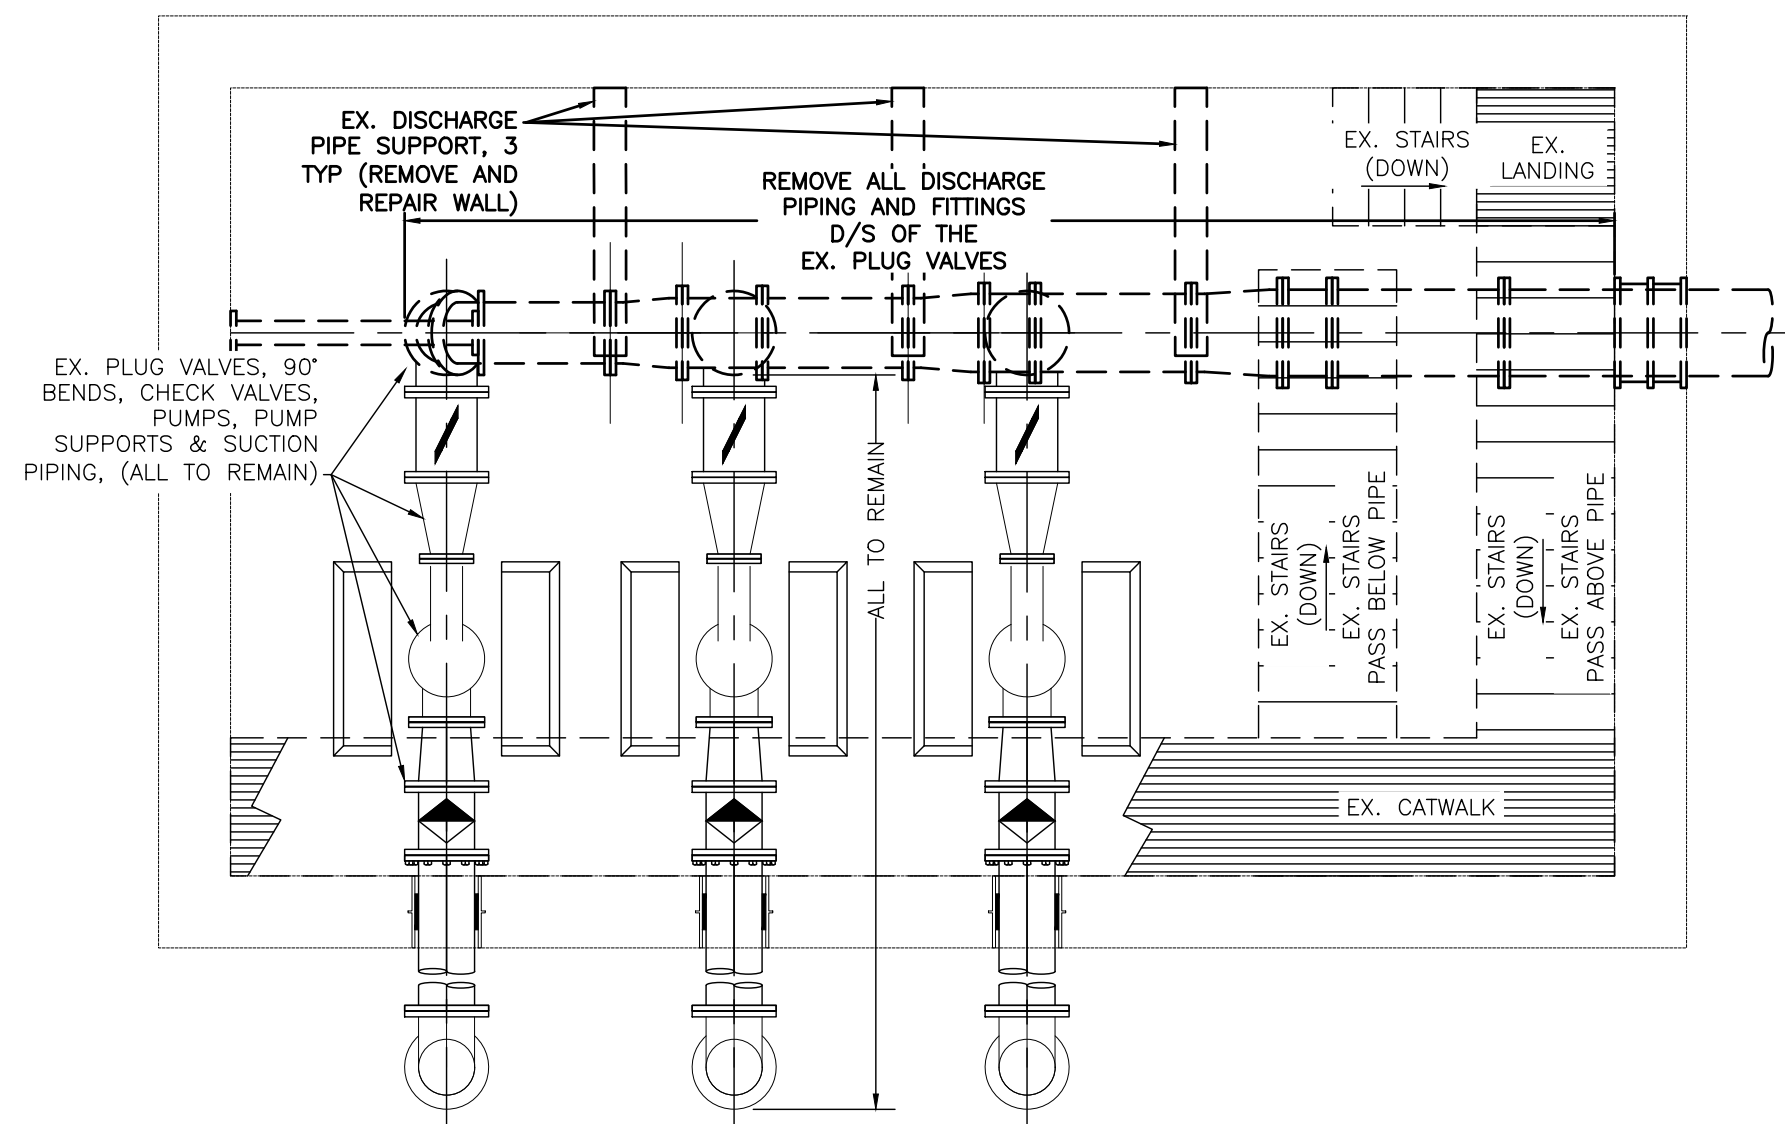 EX. DISCHARGE
PIPE SUPPORT, 3
TYP (REMOVE AND
REPAIR WALL)
REMOVE ALL DISCHARGE
PIPING AND FITTINGS
D/S OF THE
EX. PLUG VALVES
EX. STAIRS
(DOWN)
EX.
LANDING
EX. PLUG VALVES, 90°
BENDS, CHECK VALVES,
PUMPS, PUMP
SUPPORTS & SUCTION
PIPING, (ALL TO REMAIN)
ALL TO REMAIN
EX. STAIRS
(DOWN)
EX. STAIRS
PASS BELOW PIPE
EX. STAIRS
(DOWN)
EX. STAIRS
PASS ABOVE PIPE
EX. CATWALK